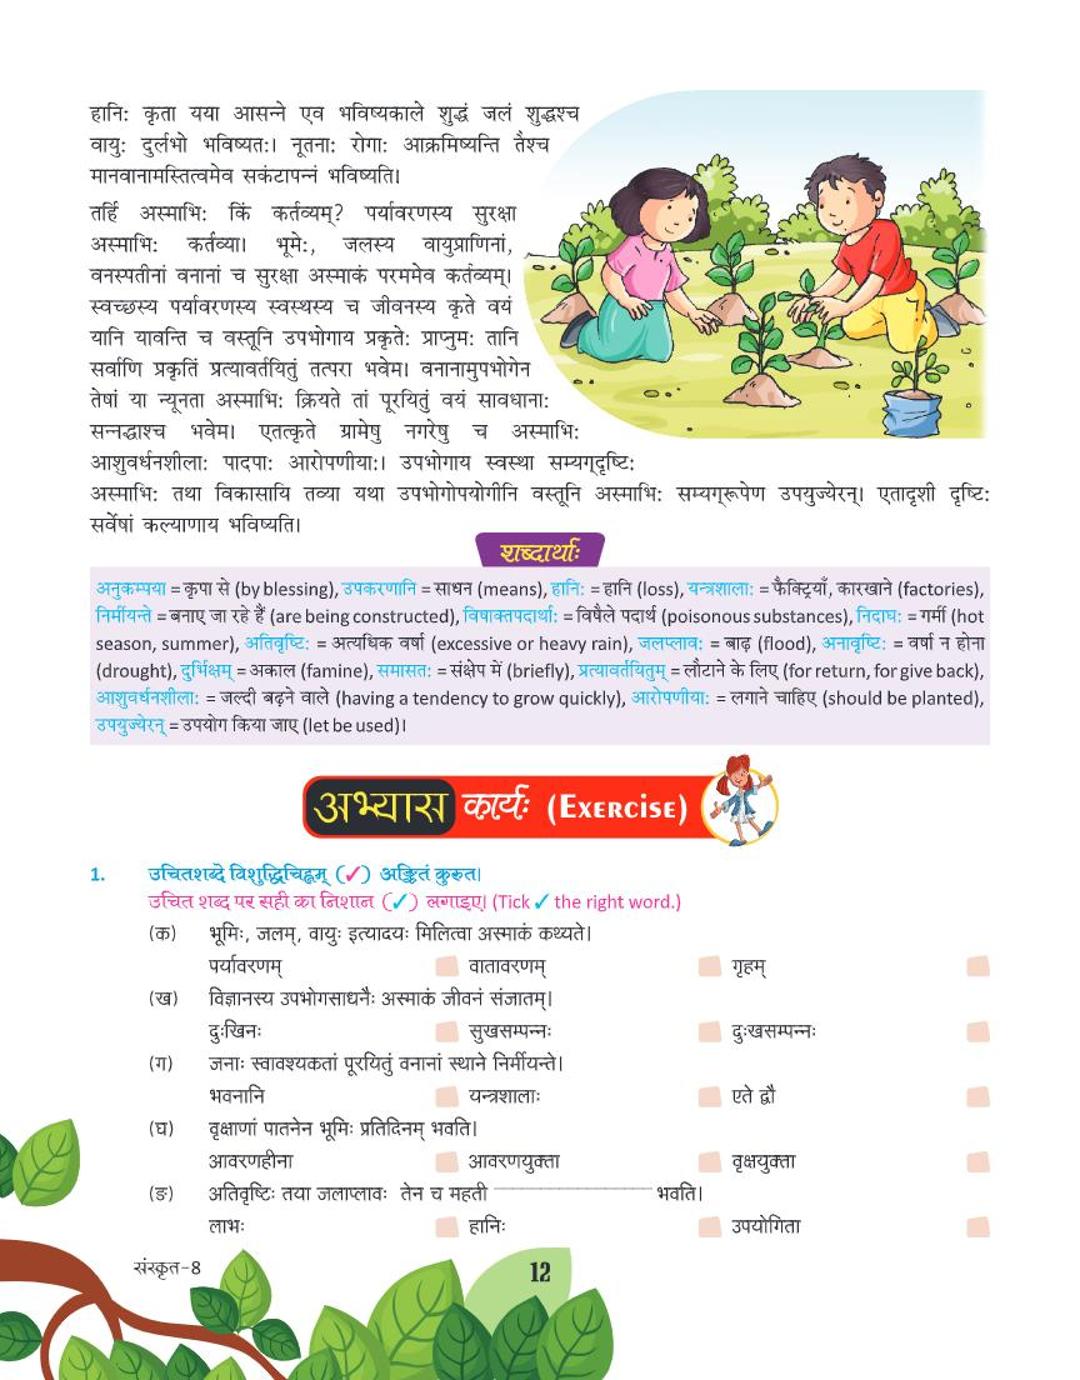 हानिः कृता यया आसन्ने एव भविष्यकाले शुद्धं जलं शुद्धश्च
वायुः दुर्लभो भविष्यतः। नूतनाः रोगाः आक्रमिष्यन्ति तैश्च
मानवानामस्तित्वमेव सकंटापन्नं भविष्यति।
तर्हि अस्माभिः किं कर्तव्यम्? पर्यावरणस्य सुरक्षा
अस्माभिः कर्तव्या। भूमेः, जलस्य वायुप्राणिनां,
वनस्पतीनां वनानां च सुरक्षा अस्माकं परममेव कर्तव्यम्।
स्वच्छस्य पर्यावरणस्य स्वस्थस्य च जीवनस्य कृते वयं
यानि यावन्ति च वस्तूनि उपभोगाय प्रकृतेः प्राप्नुमः तानि
सर्वाणि प्रकृतिं प्रत्यावर्तयितुं तत्परा भवेम। वनानामुपभोगेन
तेषां या न्यूनता अस्माभिः क्रियते तां पूरयितुं वयं सावधानाः
सन्नद्धाश्च भवेम। एतत्कृते ग्रामेषु नगरेषु च अस्माभिः
आशुवर्धनशीलाः पादपाः आरोपणीयाः। उपभोगाय स्वस्था सम्यग्दृष्टिः
अस्माभिः तथा विकासायि तव्या यथा उपभोगोपयोगीनि वस्तूनि अस्माभिः सम्यग्रूपेण उपयुज्येरन्। एतादृशी दृष्टिः
सर्वेषां कल्याणाय भविष्यति।
शब्दार्थाः
अनुकम्पया = कृपा से (by blessing), उपकरणानि = साधन (means), हानिः = हानि (loss), यन्त्रशालाः = फैक्ट्रियाँ, कारखाने (factories),
निर्मीयन्ते = बनाए जा रहे हैं (are being constructed), विषाक्तपदार्थाः = विषैले पदार्थ (poisonous substances), निदाघः = गर्मी (hot
season, summer), अतिवृष्टिः = अत्यधिक वर्षा (excessive or heavy rain), जलप्लावः = बाढ़ (flood), अनावृष्टिः = वर्षा न होना
(drought), दुर्भिक्षम् = अकाल (famine), समासतः = संक्षेप में (briefly), प्रत्यावर्तयितुम् = लौटाने के लिए (for return, for give back),
आशुवर्धनशीलाः = जल्दी बढ़ने वाले (having a tendency to grow quickly), आरोपणीयाः = लगाने चाहिए (should be planted),
उपयुज्येरन् = उपयोग किया जाए (let be used)।
अभ्यास कार्यः (EXERCISE)
1. उचितशब्दे विशुद्धिचिह्नम् (✓) अङ्कितं कुरुत।
उचित शब्द पर सही का निशान (✓) लगाइए। (Tick ✓ the right word.)
(क) भूमिः, जलम्, वायुः इत्यादयः मिलित्वा अस्माकं कथ्यते।
पर्यावरणम् वातावरणम् गृहम्
(ख) विज्ञानस्य उपभोगसाधनैः अस्माकं जीवनं संजातम्।
दुःखिनः सुखसम्पन्नः दुःखसम्पन्नः
(ग) जनाः स्वावश्यकतां पूरयितुं वनानां स्थाने निर्मीयन्ते।
भवनानि यन्त्रशालाः एते द्वौ
(घ) वृक्षाणां पातनेन भूमिः प्रतिदिनम् भवति।
आवरणहीना आवरणयुक्ता वृक्षयुक्ता
(ङ) अतिवृष्टिः तया जलाप्लावः तेन च महती ____________ भवति।
लाभः हानिः उपयोगिता
संस्कृत-8
12